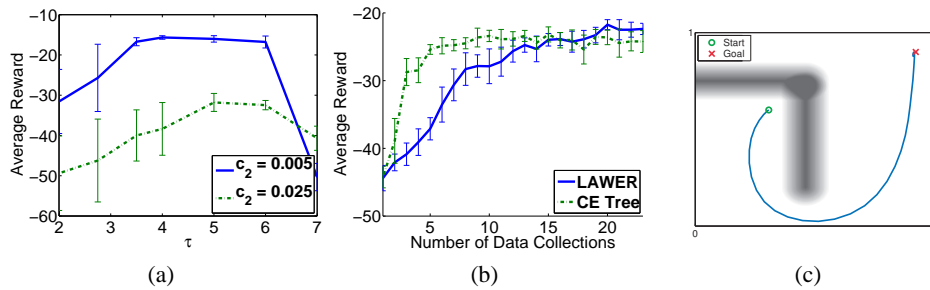 −10
−20
−30
−40
−50
−60
Average Reward
2
3
4
5
6
7
τ
c2 = 0.005
c2 = 0.025
(a)
−20
−30
−40
−50
Average Reward
5
10
15
20
Number of Data Collections
LAWER
CE Tree
(b)
1
0
Start
Goal
(c)